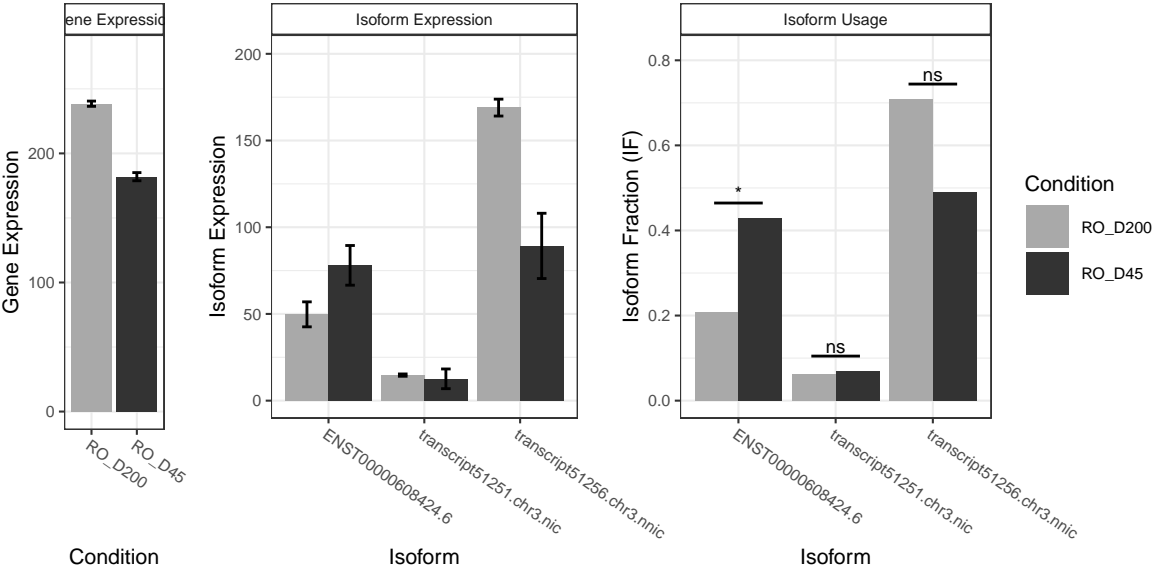 ene Expressio
Gene Expression
200
100
0
RO_D200
RO_D45
Condition
Isoform Expression
Isoform Expression
200
150
100
50
0
ENST00000608424.6
transcript51251.chr3.nic
transcript51256.chr3.nnic
Isoform
Isoform Usage
Isoform Fraction (IF)
0.8
0.6
0.4
0.2
0.0
*
ns
ns
ENST00000608424.6
transcript51251.chr3.nic
transcript51256.chr3.nnic
Isoform
Condition
RO_D200
RO_D45